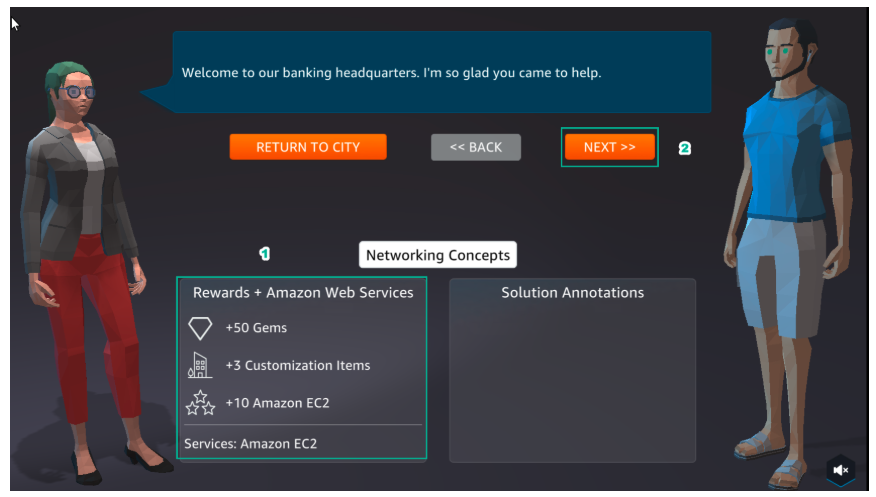 Welcome to our banking headquarters. I'm so glad you came to help.
RETURN TO CITY
<< BACK
NEXT >>
2
1
Networking Concepts
Rewards + Amazon Web Services
+50 Gems
+3 Customization Items
+10 Amazon EC2
Services: Amazon EC2
Solution Annotations